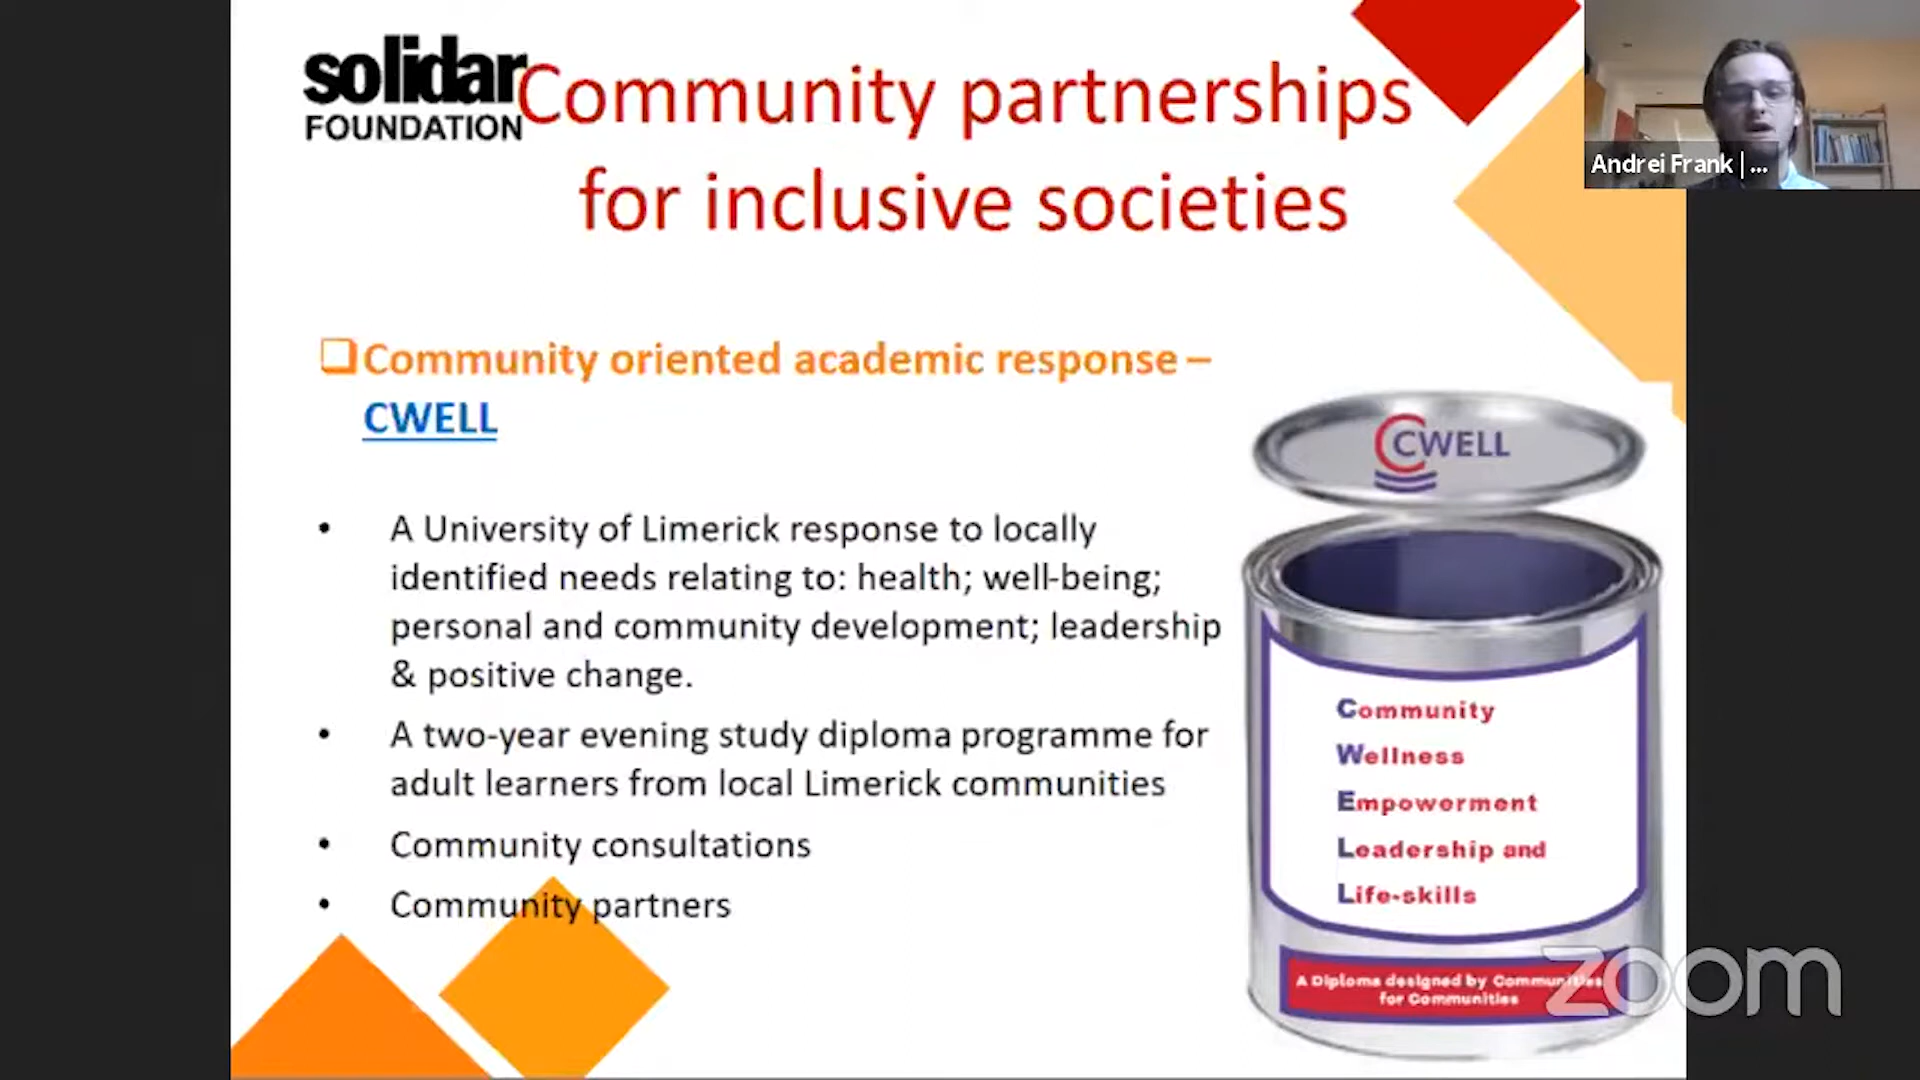 solidar
FOUNDATION
Community partnerships
for inclusive societies
Andrei Frank | ...
Community oriented academic response –
CWELL
• A University of Limerick response to locally
identified needs relating to: health; well-being;
personal and community development; leadership
& positive change.
• A two-year evening study diploma programme for
adult learners from local Limerick communities
• Community consultations
• Community partners
CWELL
Community
Wellness
Empowerment
Leadership and
Life-skills
A Diploma designed by Communities
for Communities
zoom